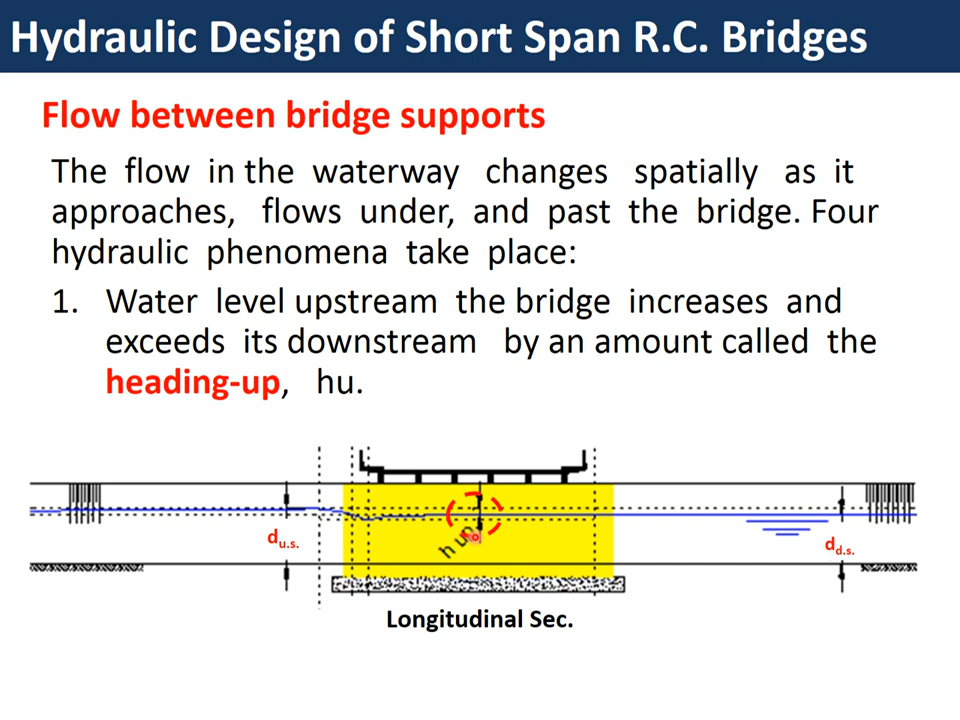 Hydraulic Design of Short Span R.C. Bridges
Flow between bridge supports
The flow in the waterway changes spatially as it
approaches, flows under, and past the bridge. Four
hydraulic phenomena take place:
1. Water level upstream the bridge increases and
exceeds its downstream by an amount called the
heading-up, hu.
du.s.
dd.s.
Longitudinal Sec.